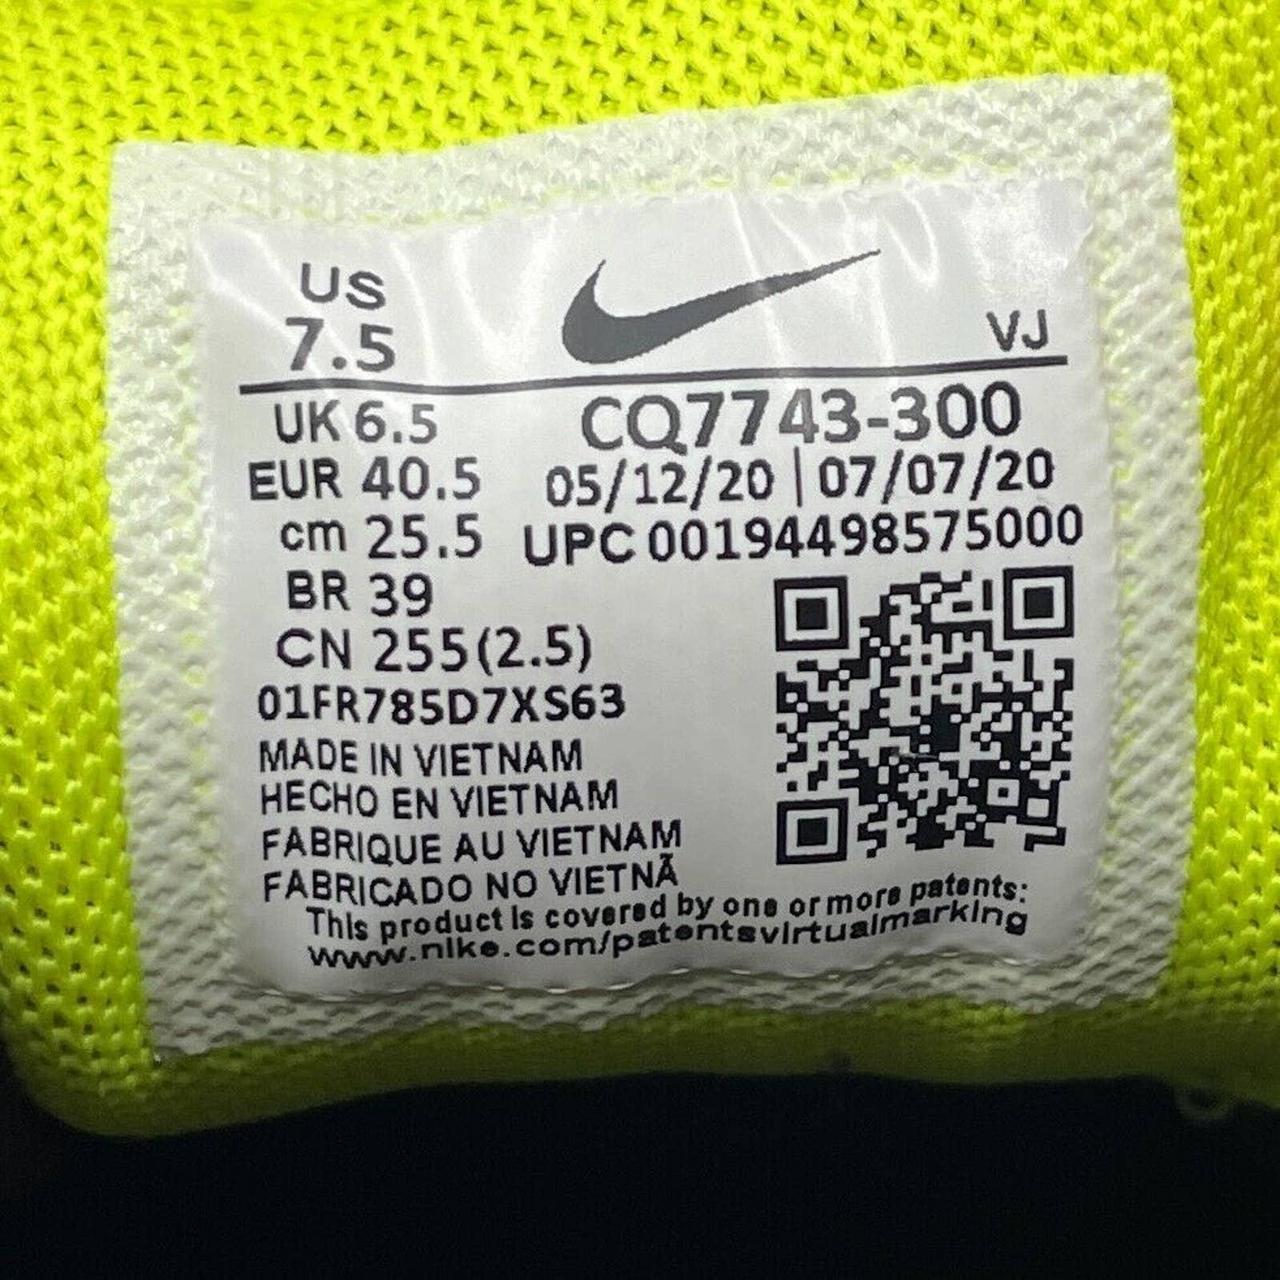 US
7.5
VJ
UK 6.5
CQ7743-300
EUR 40.5
05/12/20 | 07/07/20
cm 25.5
UPC 00194498575000
BR 39
CN 255(2.5)
01FR785D7XS63
MADE IN VIETNAM
HECHO EN VIETNAM
FABRIQUE AU VIETNAM
FABRICADO NO VIETNÃ
This product is covered by one or more patents:
www.nike.com/patentsvirtualmarking